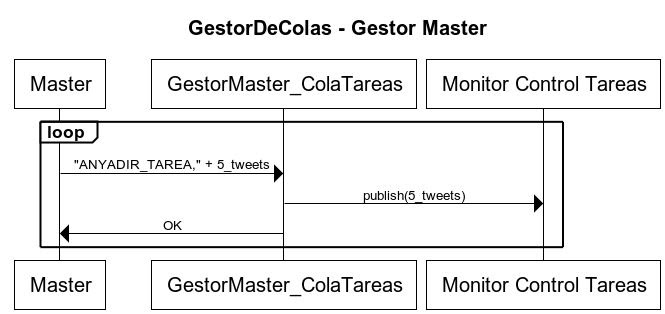 GestorDeColas - Gestor Master
Master
GestorMaster_ColaTareas
Monitor Control Tareas
loop
"ANYADIR_TAREA," + 5_tweets
publish(5_tweets)
OK
Master
GestorMaster_ColaTareas
Monitor Control Tareas